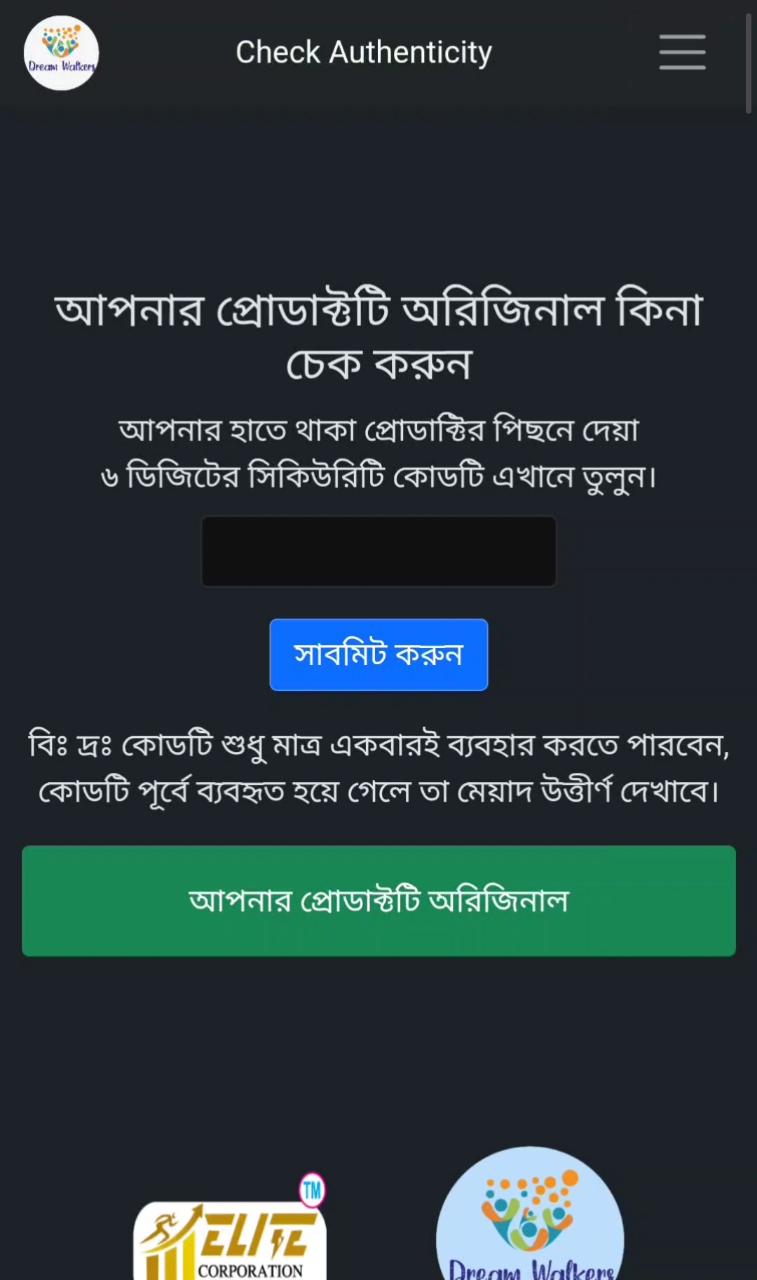 Dream Walkers
Check Authenticity
আপনার প্রোডাক্টটি অরিজিনাল কিনা
চেক করুন
আপনার হাতে থাকা প্রোডাক্টির পিছনে দেয়া
৬ ডিজিটের সিকিউরিটি কোডটি এখানে তুলুন।
সাবমিট করুন
বিঃ দ্রঃ কোডটি শুধু মাত্র একবারই ব্যবহার করতে পারবেন,
কোডটি পূর্বে ব্যবহৃত হয়ে গেলে তা মেয়াদ উত্তীর্ণ দেখাবে।
আপনার প্রোডাক্টটি অরিজিনাল
TM
ELITE
CORPORATION
Dream Walkers